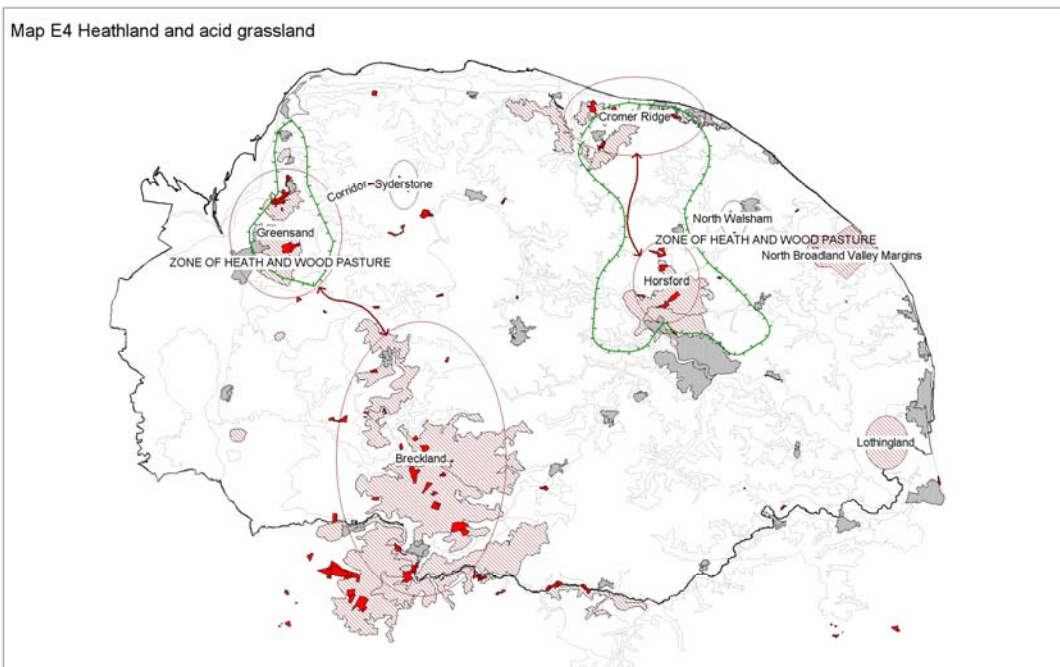 Map E4 Heathland and acid grassland
Cromer Ridge
Corridor - Syderstone
North Walsham
Greensand
ZONE OF HEATH AND WOOD PASTURE
ZONE OF HEATH AND WOOD PASTURE
North Broadland Valley Margins
Horsford
Lothingland
Breckland